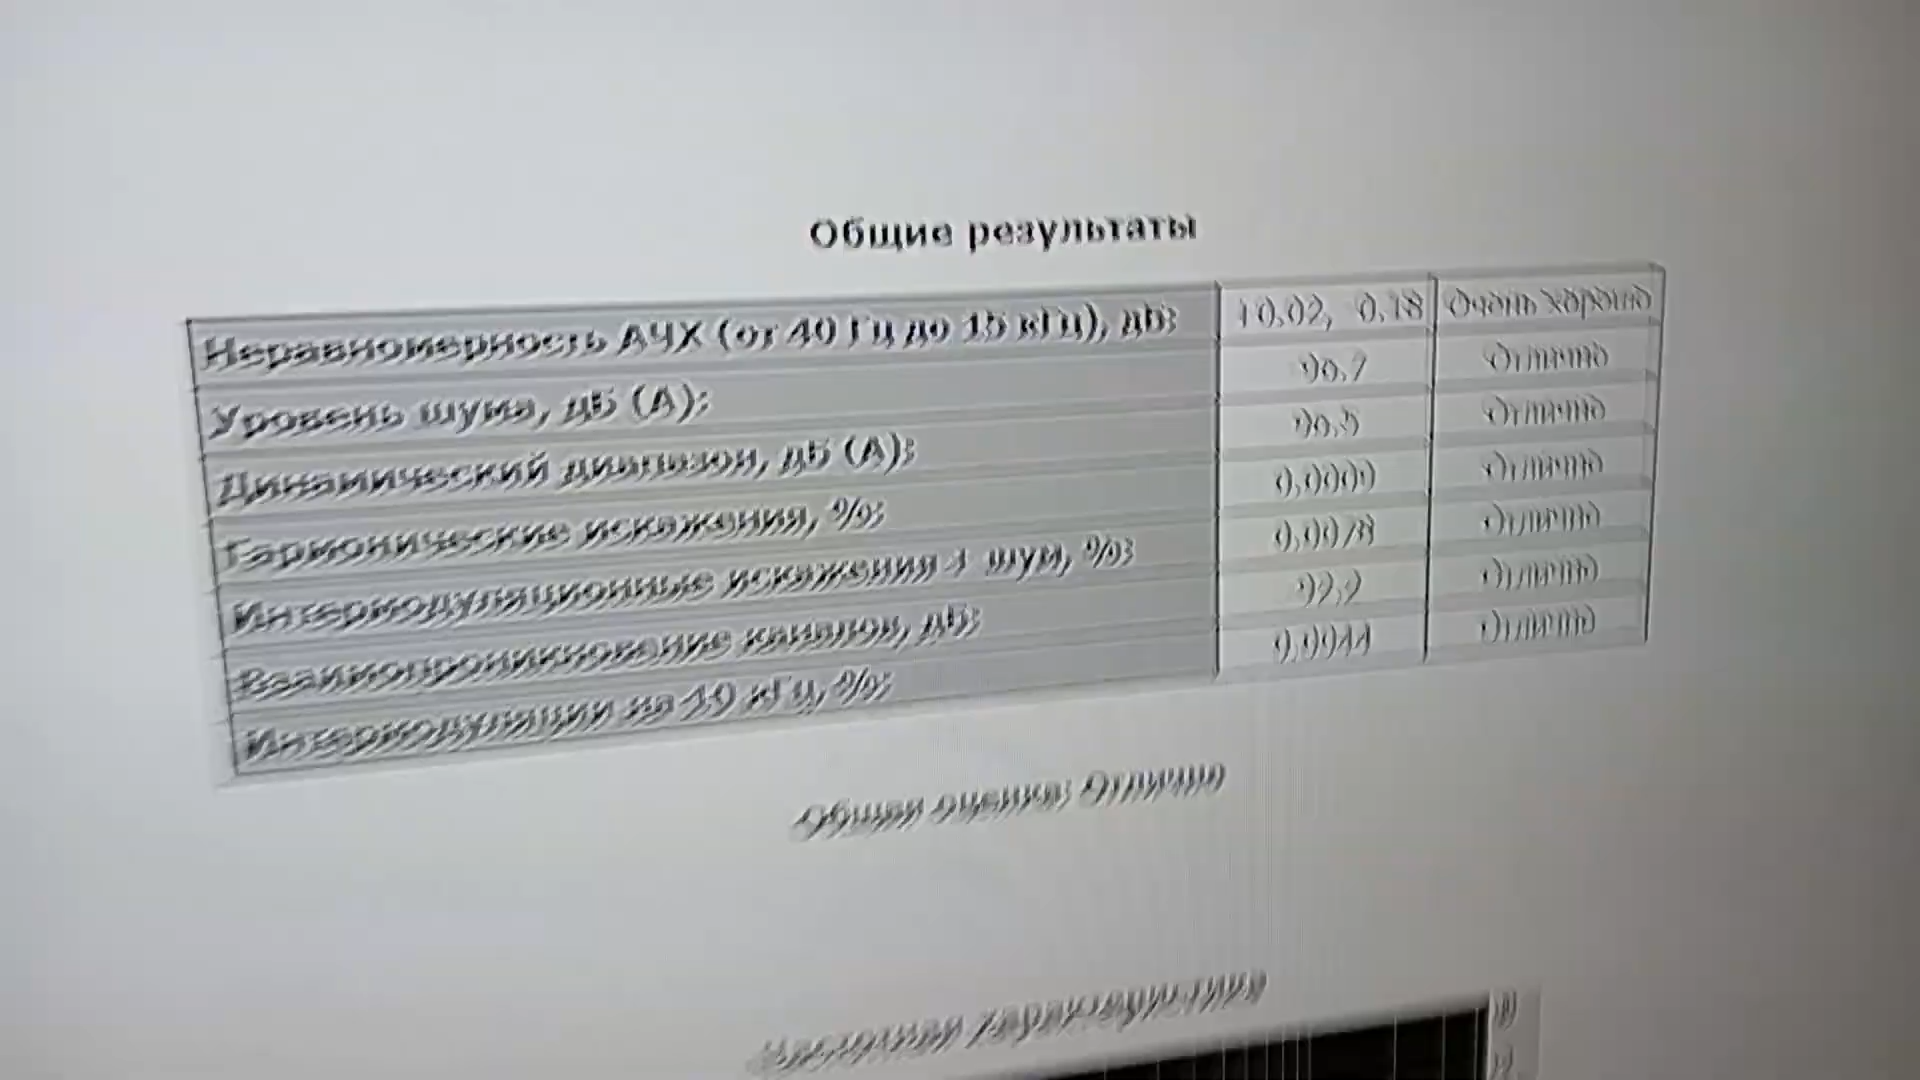 Общие результаты
Неравномерность АЧХ (от 40 Гц до 15 кГц), дБ: +0.02, -0.18 Очень хорошо
Уровень шума, дБ (А): Отлично
Динамический диапазон, дБ (А): Отлично
Гармонические искажения, %: Отлично
Интермодуляционные искажения + шум, %: Отлично
Взаимопроникновение каналов, дБ: Отлично
Интермодуляции на 10 кГц, %: Отлично
Общая оценка: Отлично
Частотная характеристика